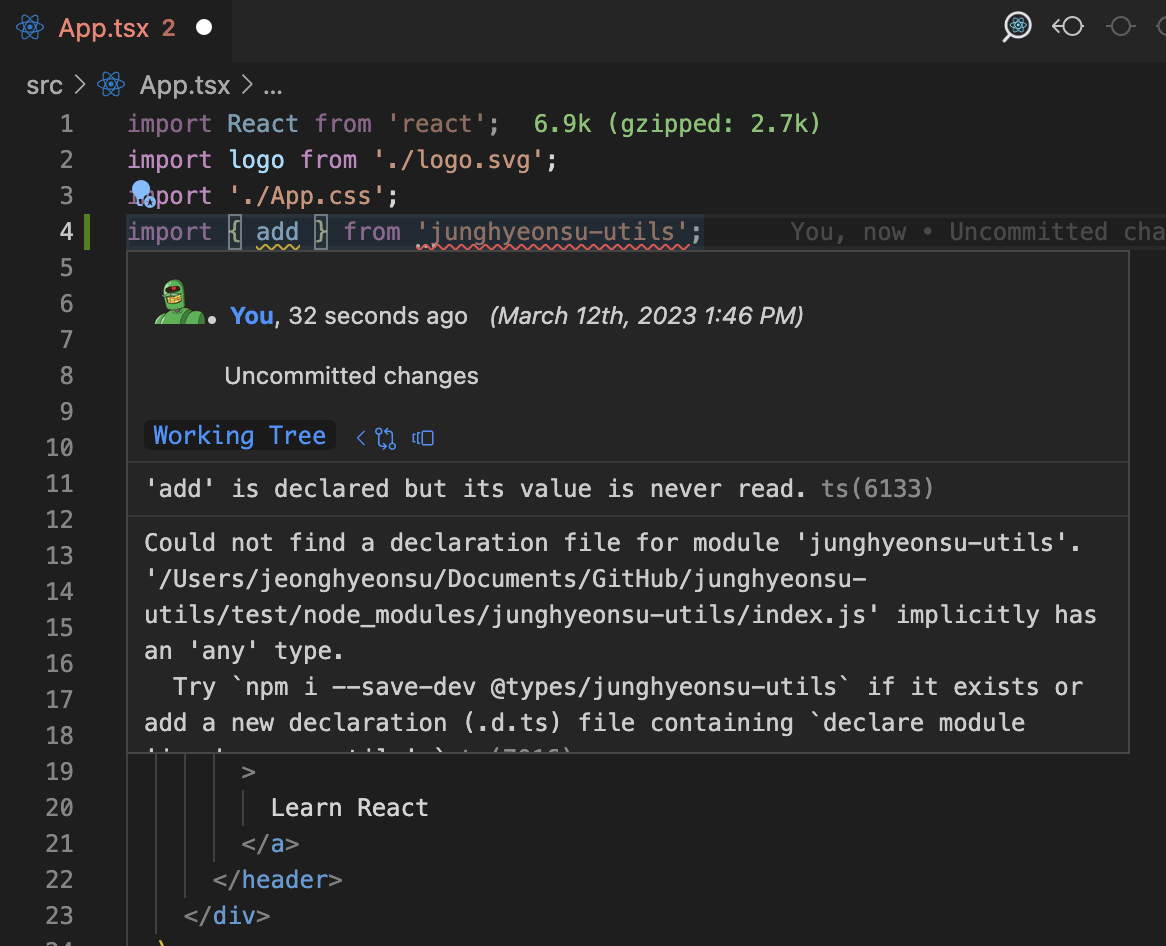 App.tsx 2
src > App.tsx > ...
1 import React from 'react'; 6.9k (gzipped: 2.7k)
2 import logo from './logo.svg';
3 import './App.css';
4 import { add } from 'junghyeonsu-utils'; You, now • Uncommitted cha
5
6
7
8
9
10
11
12
13
14
15
16
17
18
You, 32 seconds ago (March 12th, 2023 1:46 PM)
Uncommitted changes
Working Tree
'add' is declared but its value is never read. ts(6133)
Could not find a declaration file for module 'junghyeonsu-utils'.
'/Users/jeonghyeonsu/Documents/GitHub/junghyeonsu-
utils/test/node_modules/junghyeonsu-utils/index.js' implicitly has
an 'any' type.
Try `npm i --save-dev @types/junghyeonsu-utils` if it exists or
add a new declaration (.d.ts) file containing `declare module
19 >
20 Learn React
21 </a>
22 </header>
23 </div>